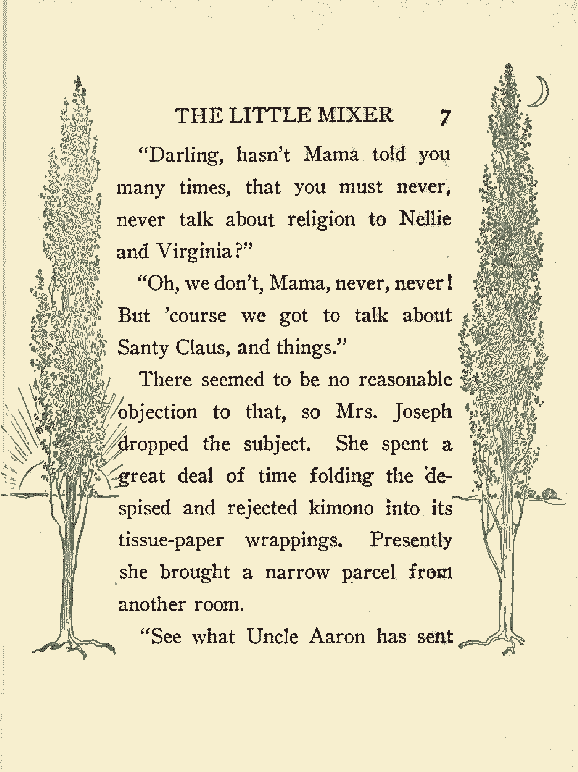 THE LITTLE MIXER 7
“Darling, hasn’t Mama told you
many times, that you must never,
never talk about religion to Nellie
and Virginia?”
“Oh, we don’t, Mama, never, never!
But ’course we got to talk about
Santy Claus, and things.”
There seemed to be no reasonable
objection to that, so Mrs. Joseph
dropped the subject. She spent a
great deal of time folding the de-
spised and rejected kimono into its
tissue-paper wrappings. Presently
she brought a narrow parcel from
another room.
“See what Uncle Aaron has sent